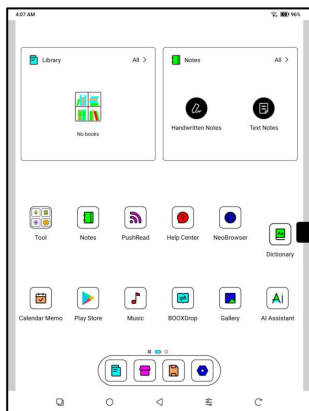 4:07 AM 96%
Library All >
Notes All >
No books
Handwritten Notes Text Notes
Tool Notes PushRead Help Center NeoBrowser
Dictionary
Calendar Memo Play Store Music BOOXDrop Gallery AI Assistant
Ai